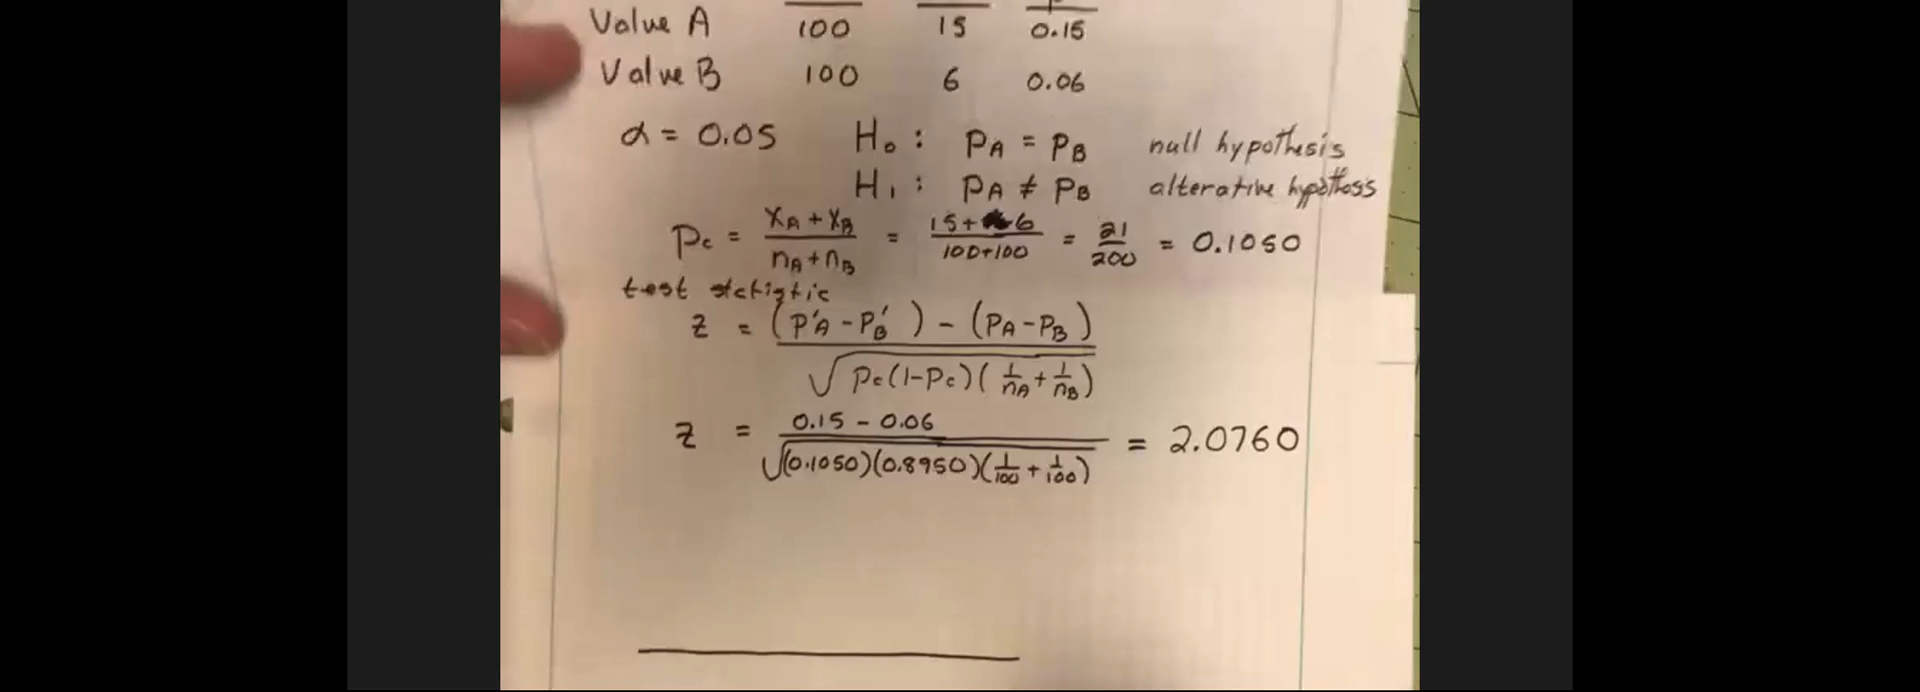 Value A 100 15 0.15
Value B 100 6 0.06
α = 0.05 H₀ : pA = pB null hypothesis
H₁ : pA ≠ pB alterative hypothoss
pc = (xA + xB)/(nA + nB) = (15 + 6)/(100+100) = 21/200 = 0.1050
test statistic
z = ((p'A - p'B) - (pA - pB))/√(pc(1-pc)(1/nA + 1/nB))
z = (0.15 - 0.06)/√((0.1050)(0.8950)(1/100 + 1/100)) = 2.0760